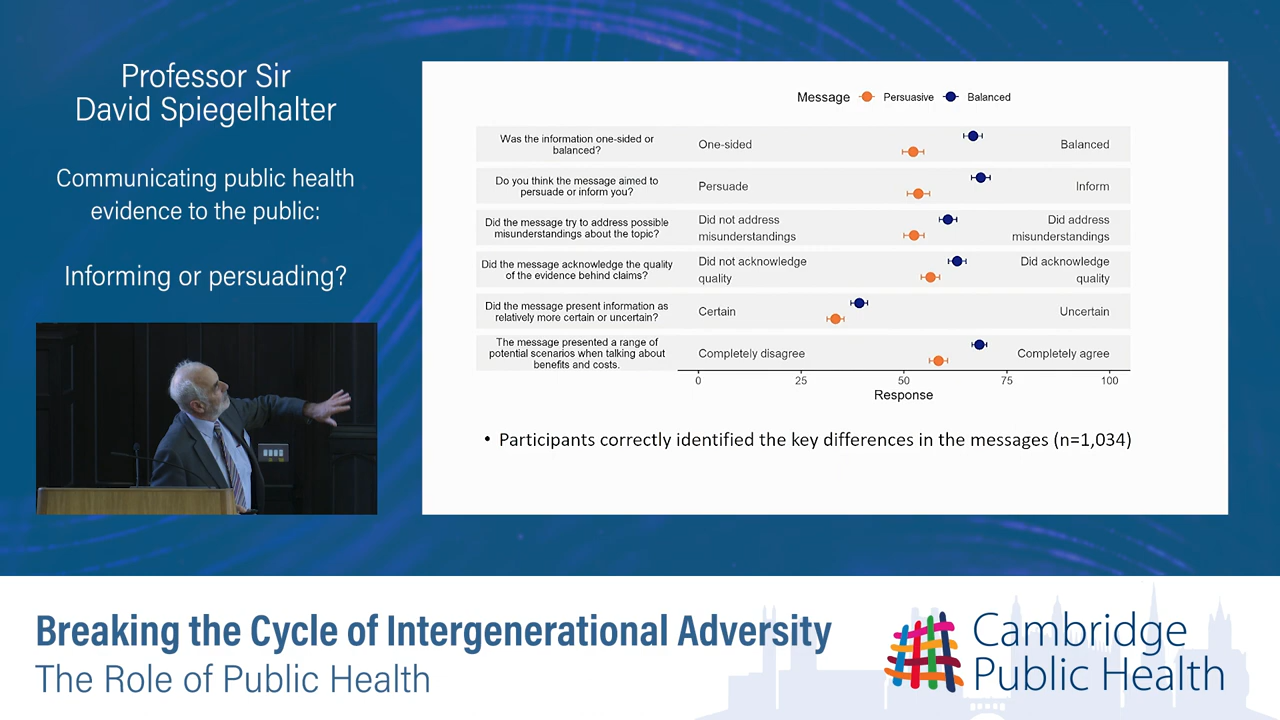 Professor Sir
David Spiegelhalter
Communicating public health
evidence to the public:
Informing or persuading?
Message Persuasive Balanced
Was the information one-sided or
balanced?
One-sided
Balanced
Do you think the message aimed to
persuade or inform you?
Persuade
Inform
Did the message try to address possible
misunderstandings about the topic?
Did not address
misunderstandings
Did address
misunderstandings
Did the message acknowledge the quality
of the evidence behind claims?
Did not acknowledge
quality
Did acknowledge
quality
Did the message present information as
relatively more certain or uncertain?
Certain
Uncertain
The message presented a range of
potential scenarios when talking about
benefits and costs.
Completely disagree
Completely agree
0 25 50 75 100
Response
• Participants correctly identified the key differences in the messages (n=1,034)
Breaking the Cycle of Intergenerational Adversity
The Role of Public Health
Cambridge
Public Health